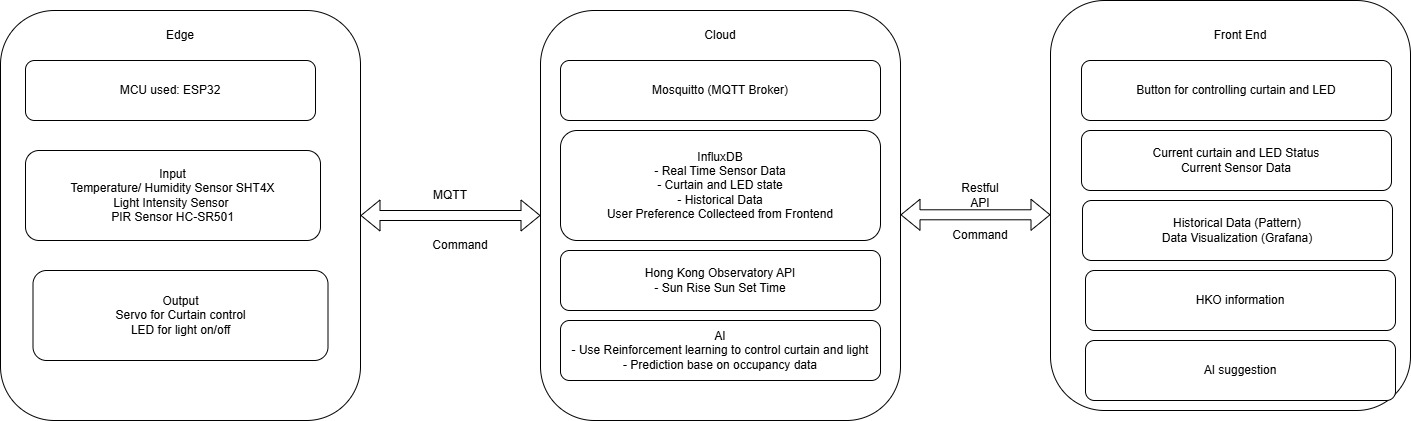 Edge
MCU used: ESP32
Input
Temperature/ Humidity Sensor SHT4X
Light Intensity Sensor
PIR Sensor HC-SR501
Output
Servo for Curtain control
LED for light on/off
MQTT
Command
Cloud
Mosquitto (MQTT Broker)
InfluxDB
- Real Time Sensor Data
- Curtain and LED state
- Historical Data
User Preference Collecteed from Frontend
Hong Kong Observatory API
- Sun Rise Sun Set Time
AI
- Use Reinforcement learning to control curtain and light
- Prediction base on occupancy data
Restful
API
Command
Front End
Button for controlling curtain and LED
Current curtain and LED Status
Current Sensor Data
Historical Data (Pattern)
Data Visualization (Grafana)
HKO information
AI suggestion